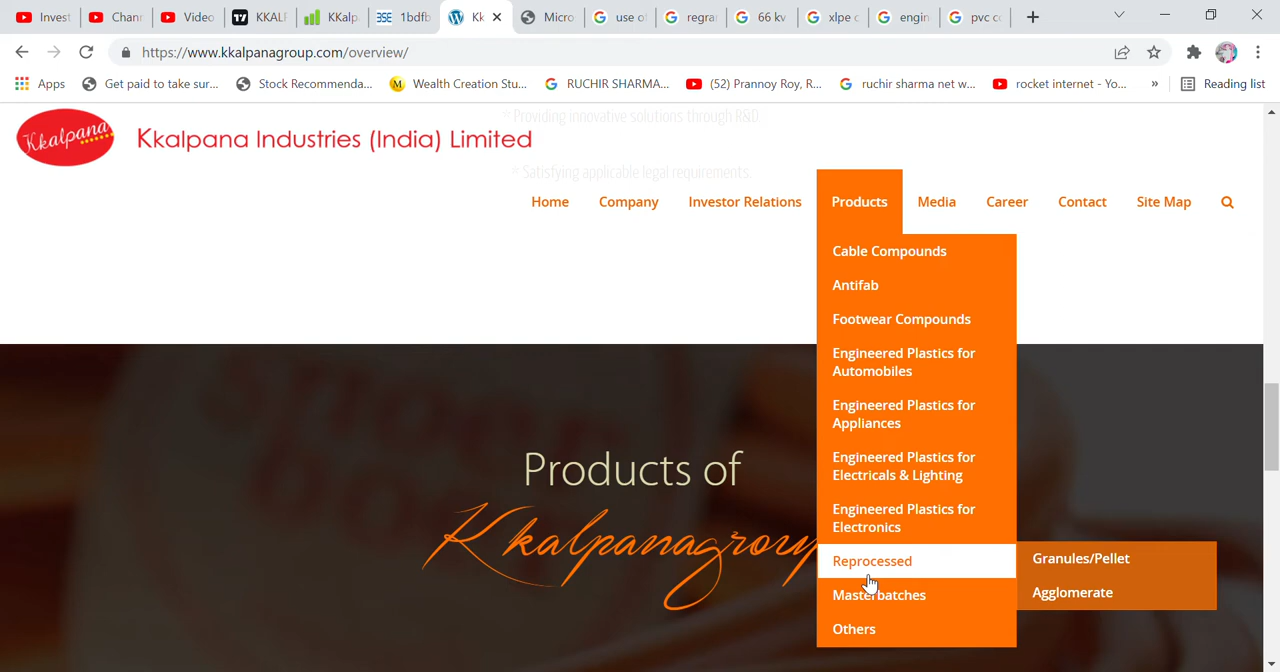 Invest
Chann
Video
KKALF
KKalp
1bdfb
Kk
Micro
use of
regran
66 kv
xlpe c
engin
pvc co
https://www.kkalpanagroup.com/overview/
Apps
Get paid to take sur...
Stock Recommenda...
Wealth Creation Stu...
RUCHIR SHARMA...
(52) Prannoy Roy, R...
ruchir sharma net w...
rocket internet - Yo...
»
Reading list
* Providing innovative solutions through R&D.
Kkalpana
Kkalpana Industries (India) Limited
* Satisfying applicable legal requirements.
Home
Company
Investor Relations
Products
Media
Career
Contact
Site Map
Cable Compounds
Antifab
Footwear Compounds
Engineered Plastics for
Automobiles
Engineered Plastics for
Appliances
Engineered Plastics for
Electricals & Lighting
Engineered Plastics for
Electronics
Reprocessed
Granules/Pellet
Agglomerate
Masterbatches
Others
Products of
Kkalpanagroup